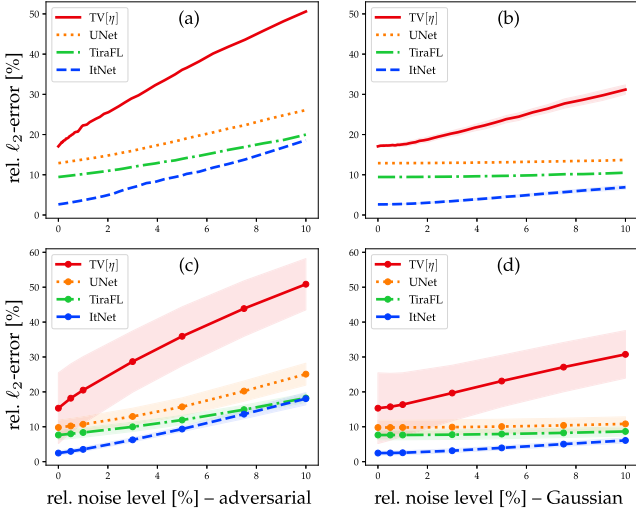 (a)
TV[η]
UNet
TiraFL
ItNet
rel. ℓ2-error [%]
50
40
30
20
10
0
0 2 4 6 8 10
(b)
TV[η]
UNet
TiraFL
ItNet
50
40
30
20
10
0
0 2 4 6 8 10
(c)
TV[η]
UNet
TiraFL
ItNet
rel. ℓ2-error [%]
60
50
40
30
20
10
0
0 2 4 6 8 10
rel. noise level [%] – adversarial
(d)
TV[η]
UNet
TiraFL
ItNet
60
50
40
30
20
10
0
0 2 4 6 8 10
rel. noise level [%] – Gaussian